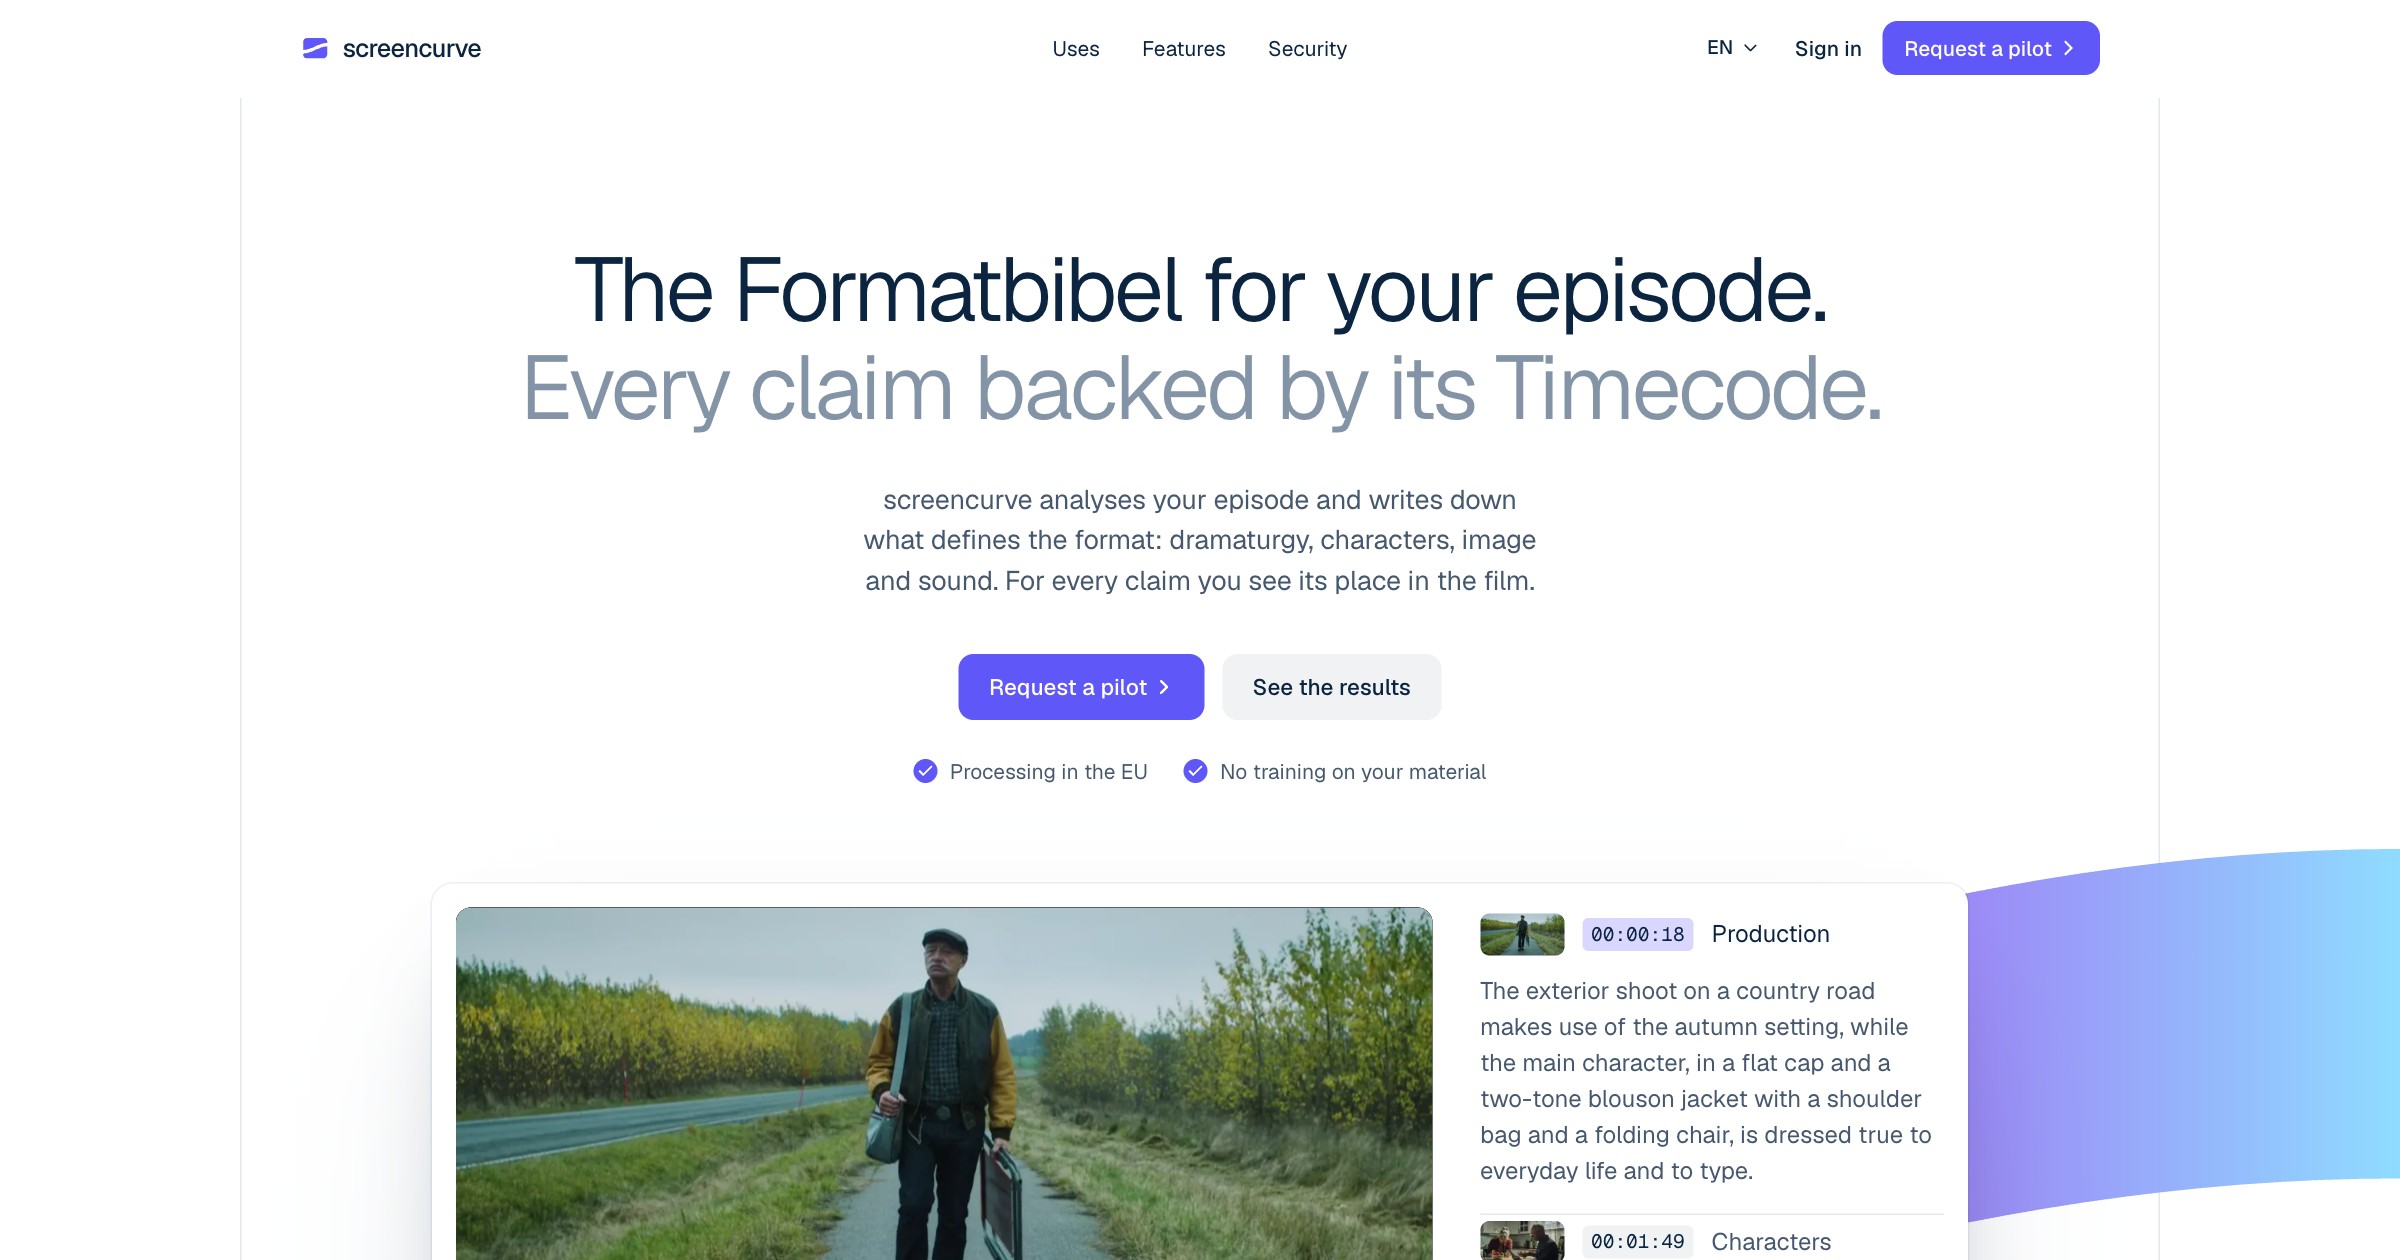 screencurve
Uses
Features
Security
EN
Sign in
Request a pilot
The Formatbibel for your episode.
Every claim backed by its Timecode.
screencurve analyses your episode and writes down
what defines the format: dramaturgy, characters, image
and sound. For every claim you see its place in the film.
Request a pilot
See the results
Processing in the EU
No training on your material
00:00:18 Production
The exterior shoot on a country road
makes use of the autumn setting, while
the main character, in a flat cap and a
two-tone blouson jacket with a shoulder
bag and a folding chair, is dressed true to
everyday life and to type.
00:01:49 Characters